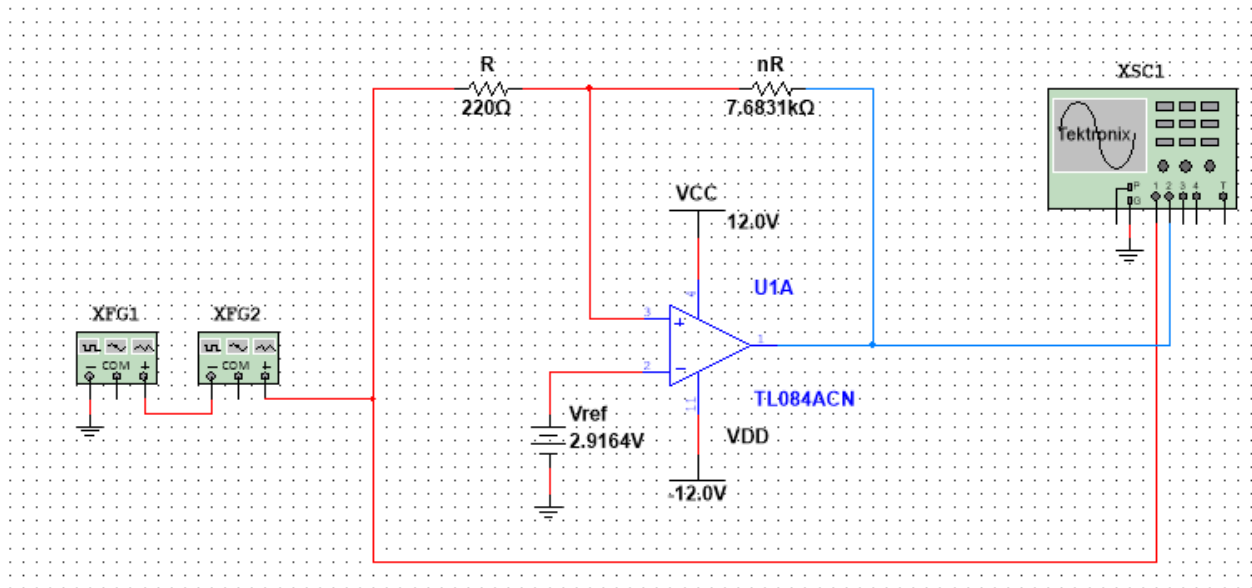 R
220Ω
nR
7.6831kΩ
XSC1
Tektronix
P
G
1 2 3 4 T
VCC
12.0V
U1A
4
3
+
1
2
−
11
TL084ACN
VDD
-12.0V
Vref
2.9164V
XFG1
− COM +
XFG2
− COM +